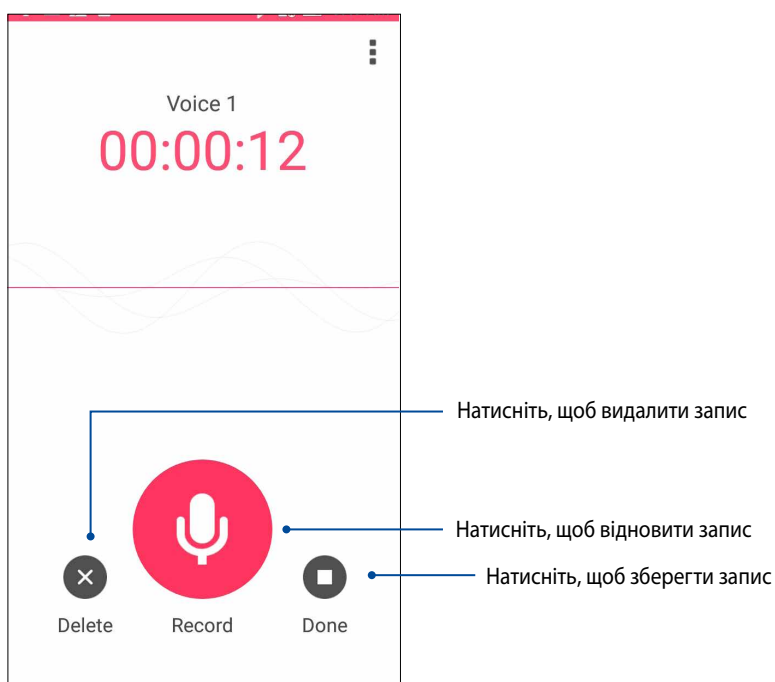 Voice 1
00:00:12
Натисніть, щоб видалити запис
Натисніть, щоб відновити запис
Натисніть, щоб зберегти запис
Delete
Record
Done